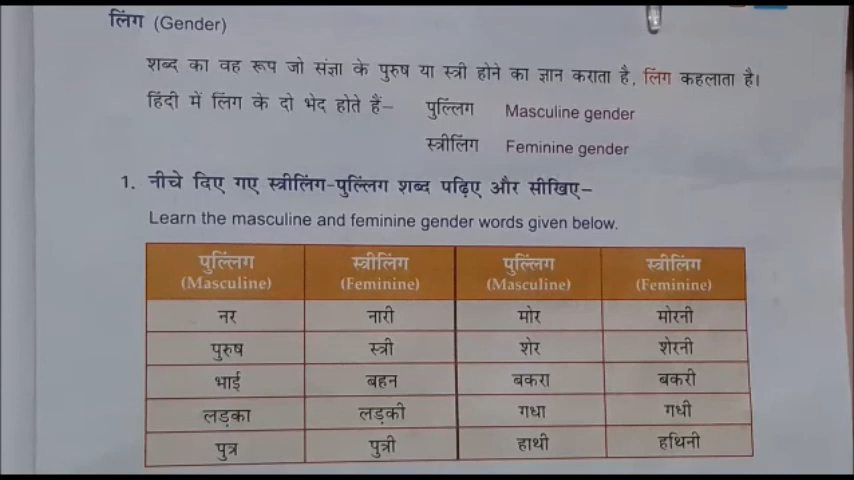 लिंग (Gender)
शब्द का वह रूप जो संज्ञा के पुरुष या स्त्री होने का ज्ञान कराता है, लिंग कहलाता है।
हिंदी में लिंग के दो भेद होते हैं– पुल्लिंग Masculine gender
स्त्रीलिंग Feminine gender
1. नीचे दिए गए स्त्रीलिंग-पुल्लिंग शब्द पढ़िए और सीखिए–
Learn the masculine and feminine gender words given below.
पुल्लिंग स्त्रीलिंग पुल्लिंग स्त्रीलिंग
(Masculine) (Feminine) (Masculine) (Feminine)
नर नारी मोर मोरनी
पुरुष स्त्री शेर शेरनी
भाई बहन बकरा बकरी
लड़का लड़की गधा गधी
पुत्र पुत्री हाथी हथिनी